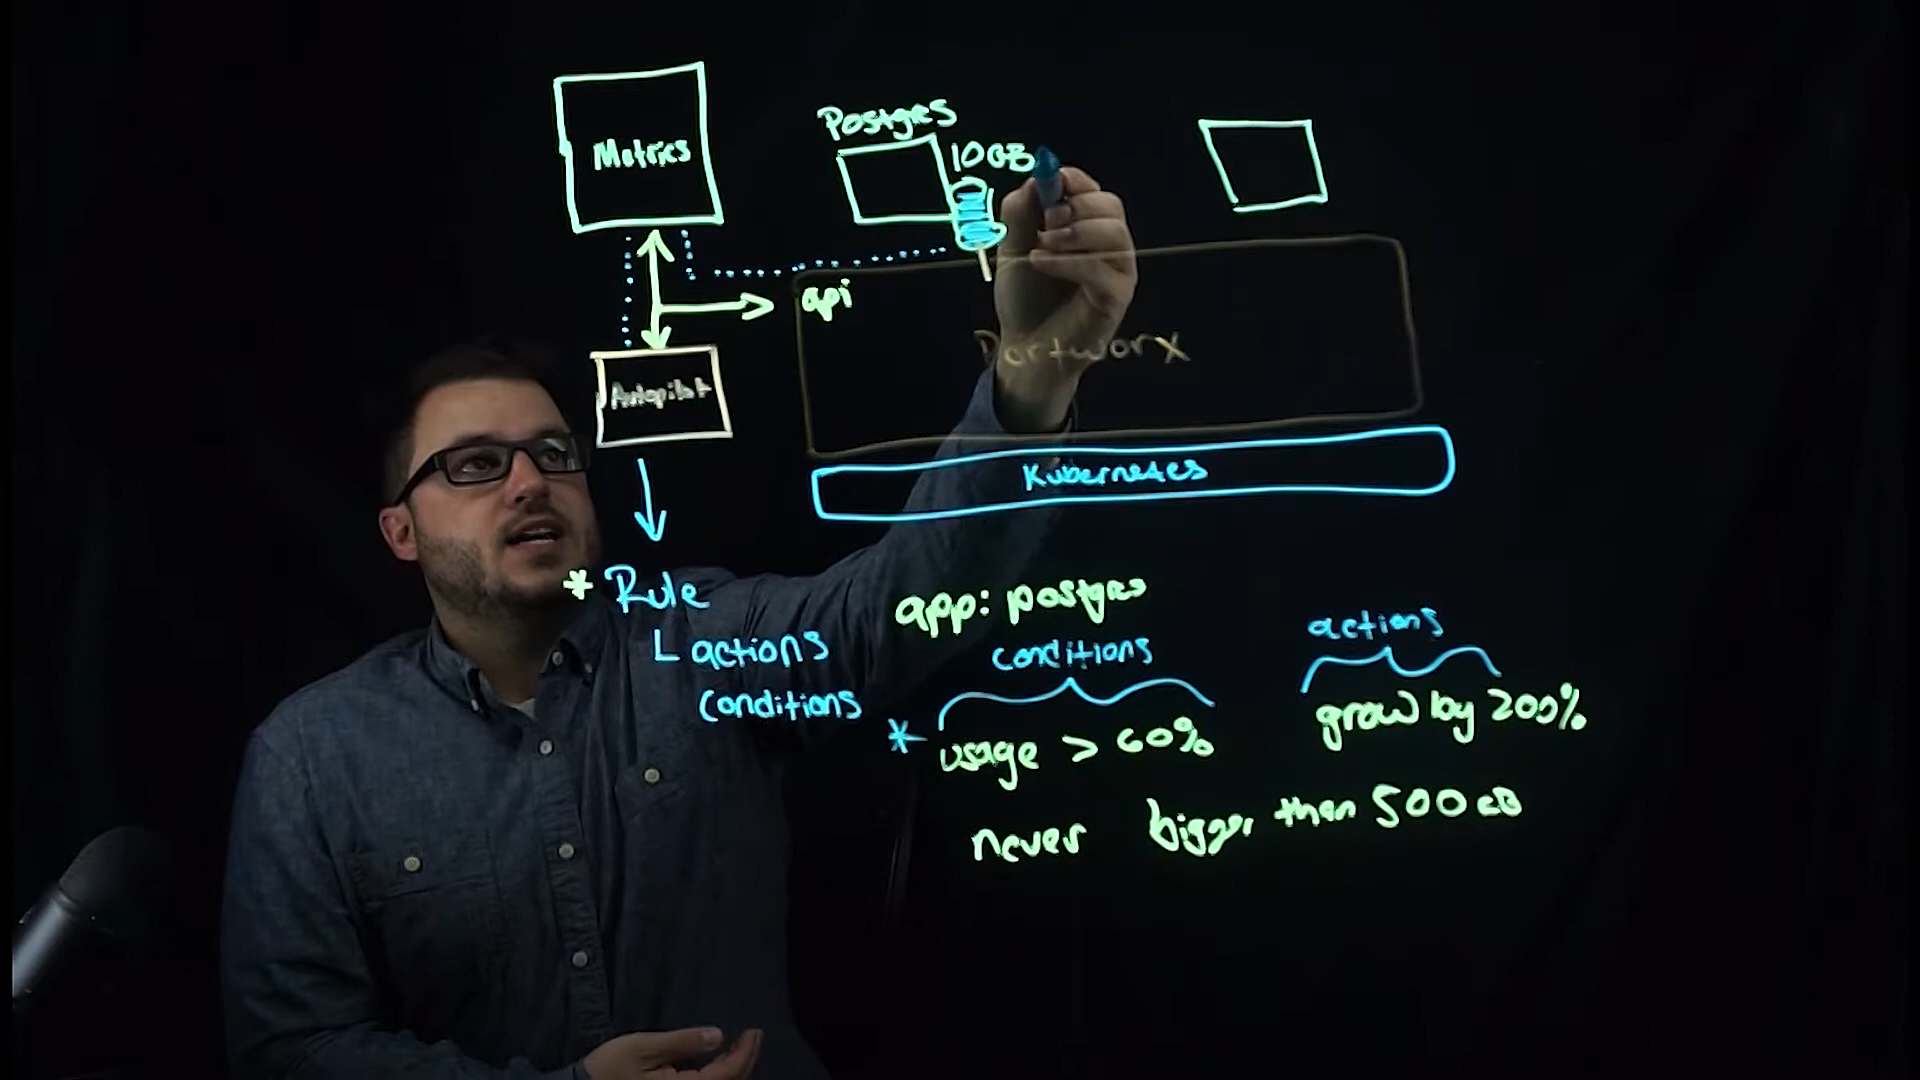 Metrics
Postgres
10GB
api
Portworx
Autopilot
Kubernetes
* Rule
L actions
conditions
app: postgres
conditions
actions
* usage > 60%
grow by 200%
never bigger than 500GB